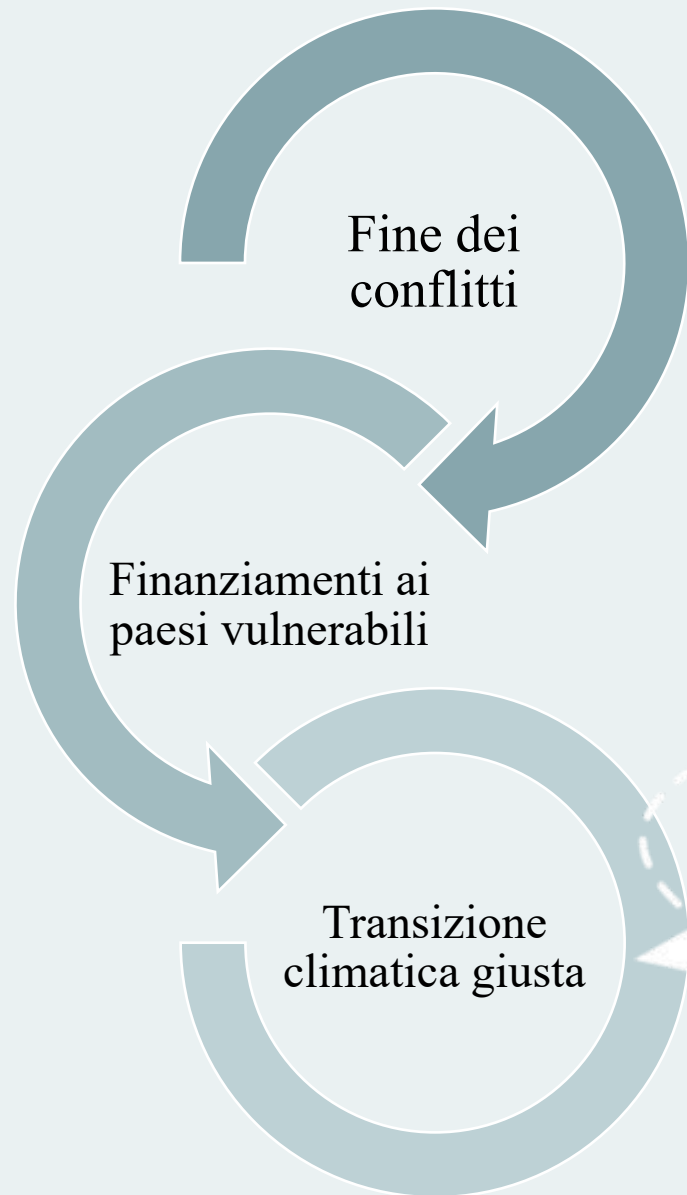 Fine dei
conflitti
Finanziamenti ai
paesi vulnerabili
Transizione
climatica giusta